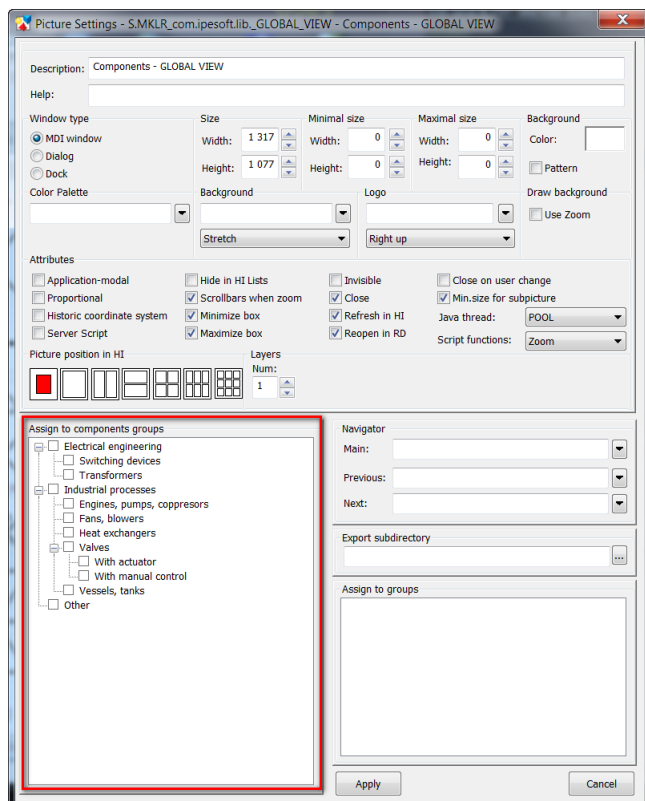 Picture Settings - S.MKLR_com.ipesoft.lib._GLOBAL_VIEW - Components - GLOBAL VIEW
Description: Components - GLOBAL VIEW
Help:
Window type
MDI window
Dialog
Dock
Size
Width: 1 317
Height: 1 077
Minimal size
Width: 0
Height: 0
Maximal size
Width: 0
Height: 0
Background
Color:
Pattern
Color Palette
Background
Stretch
Logo
Right up
Draw background
Use Zoom
Attributes
Application-modal
Hide in HI Lists
Invisible
Close on user change
Proportional
Scrollbars when zoom
Close
Min.size for subpicture
Historic coordinate system
Minimize box
Refresh in HI
Java thread: POOL
Server Script
Maximize box
Reopen in RD
Script functions: Zoom
Picture position in HI
Layers
Num:
1
Assign to components groups
Electrical engineering
Switching devices
Transformers
Industrial processes
Engines, pumps, coppresors
Fans, blowers
Heat exchangers
Valves
With actuator
With manual control
Vessels, tanks
Other
Navigator
Main:
Previous:
Next:
Export subdirectory
...
Assign to groups
Apply
Cancel